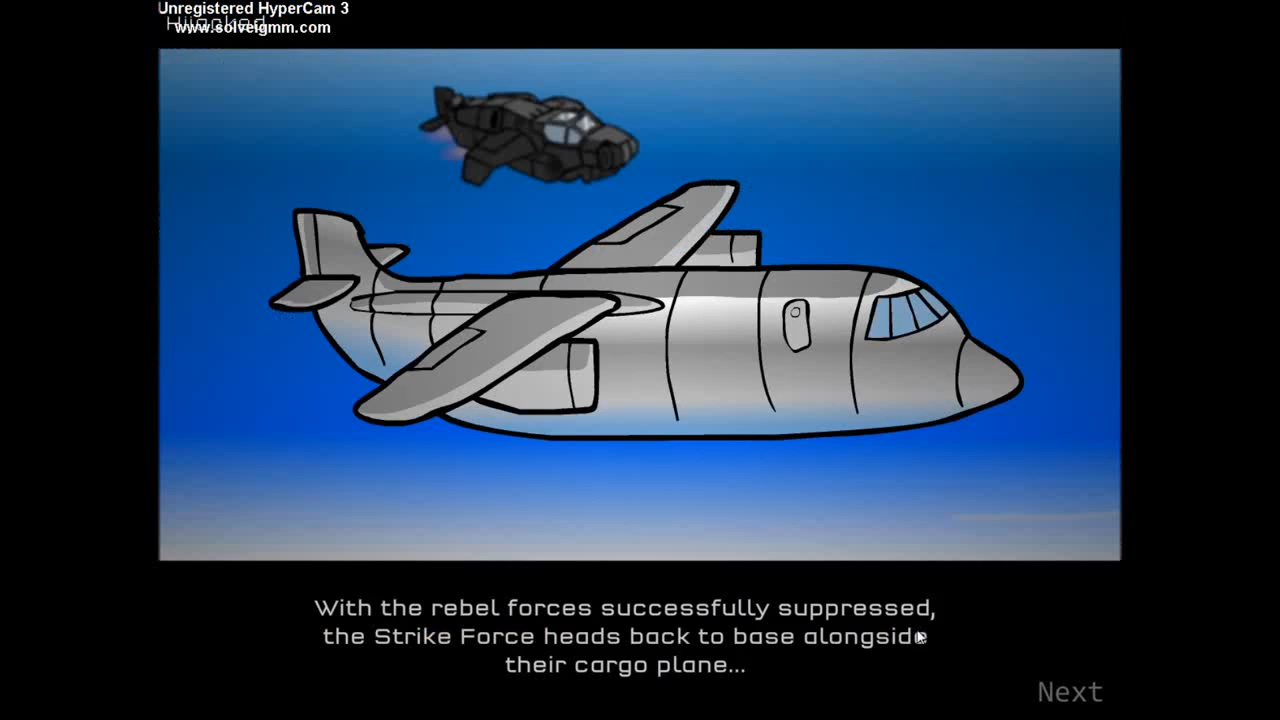 Unregistered HyperCam 3
Hijacked
www.solveigmm.com
With the rebel forces successfully suppressed,
the Strike Force heads back to base alongside
their cargo plane...
Next